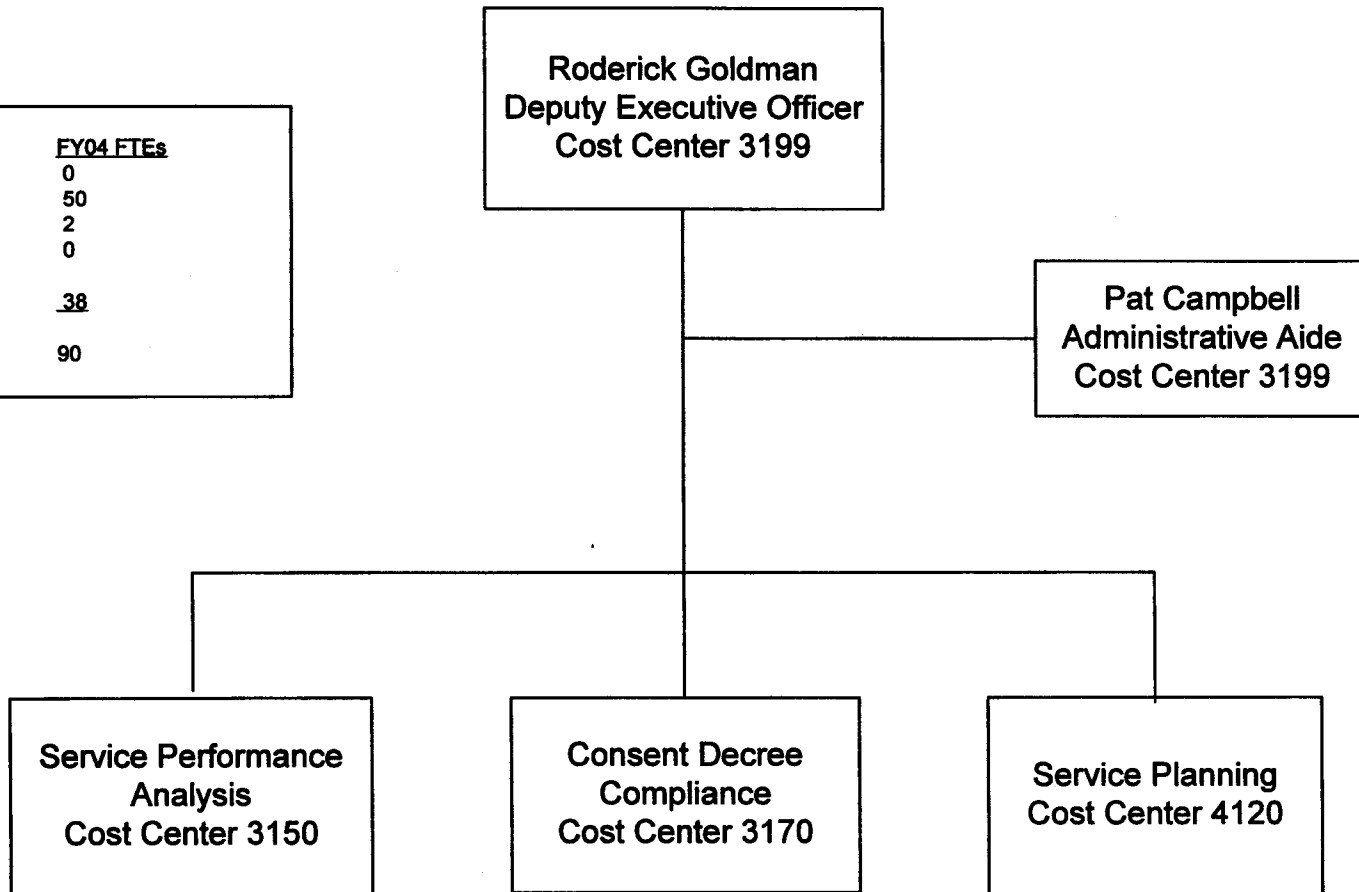 Roderick Goldman
Deputy Executive Officer
Cost Center 3199
FY04 FTEs
0
50
2
0
38
90
Pat Campbell
Administrative Aide
Cost Center 3199
Service Performance
Analysis
Cost Center 3150
Consent Decree
Compliance
Cost Center 3170
Service Planning
Cost Center 4120